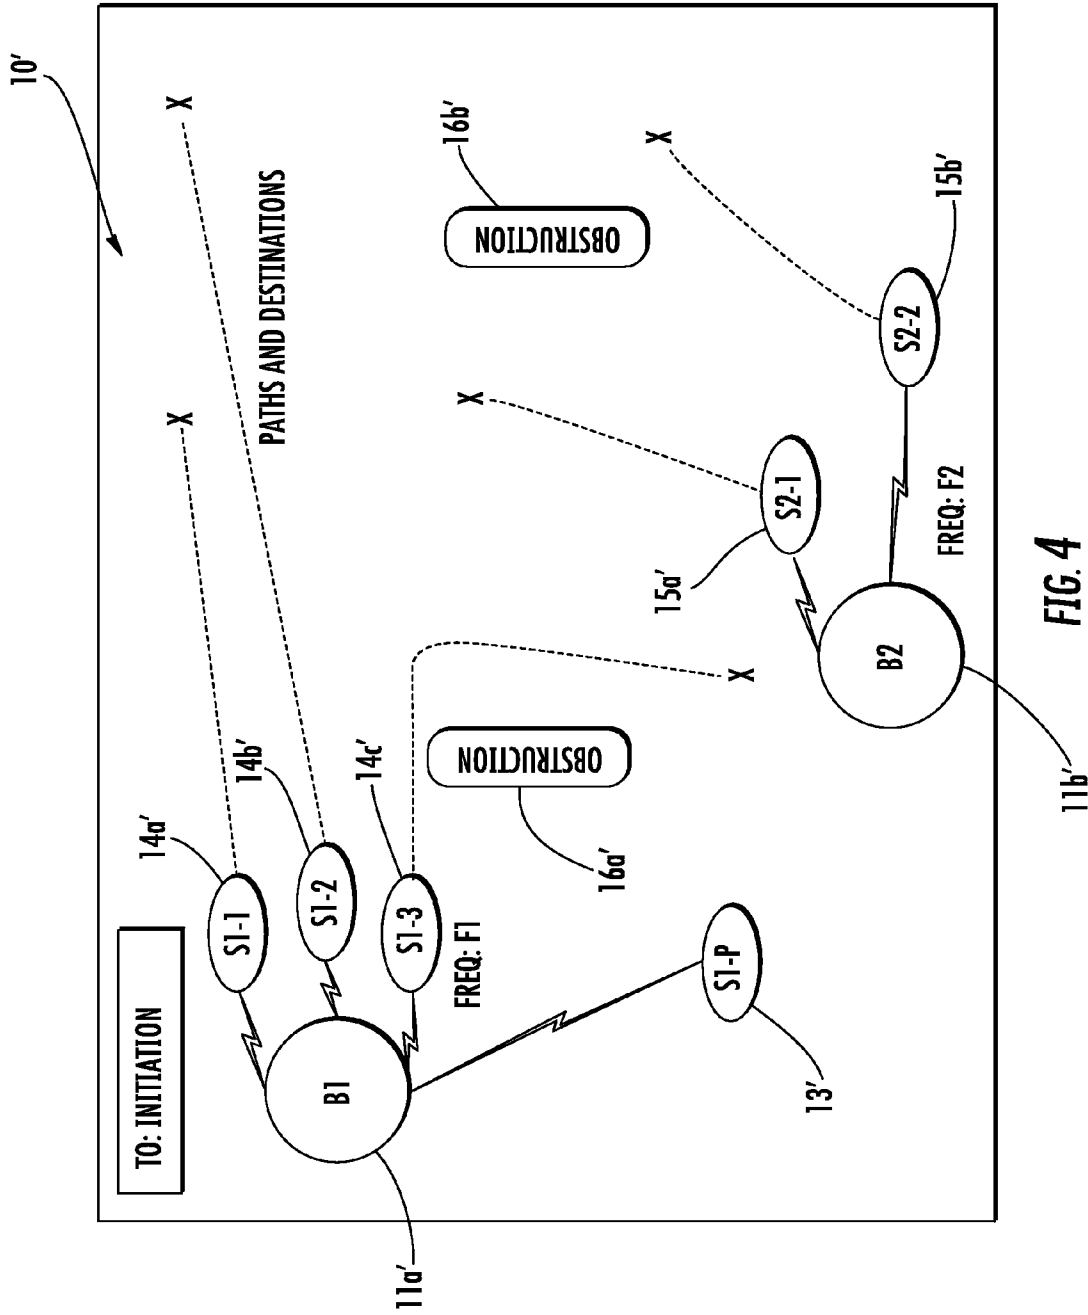 10′
TO: INITIATION
14a′
X
X
S1-1
14b′
PATHS AND DESTINATIONS
S1-2
B1
14c′
11a′
S1-3
16b′
FREQ: F1
X
OBSTRUCTION
OBSTRUCTION
16a′
X
15a′
S1-P
X
S2-1
13′
B2
S2-2
15b′
FREQ: F2
11b′
FIG. 4